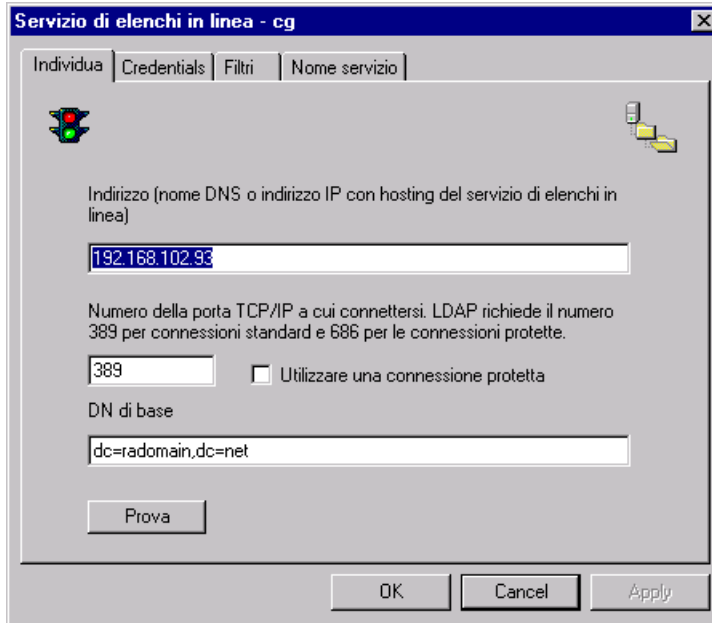 Servizio di elenchi in linea - cg
Individua Credentials Filtri Nome servizio
Indirizzo (nome DNS o indirizzo IP con hosting del servizio di elenchi in
linea)
192.168.102.93
Numero della porta TCP/IP a cui connettersi. LDAP richiede il numero
389 per connessioni standard e 686 per le connessioni protette.
389 Utilizzare una connessione protetta
DN di base
dc=radomain,dc=net
Prova
OK Cancel Apply